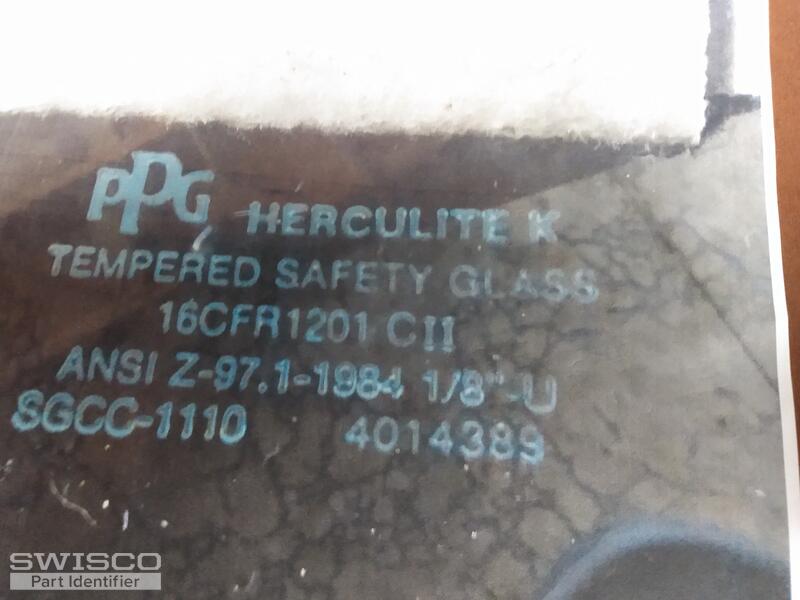 PPG HERCULITE K
TEMPERED SAFETY GLASS
16CFR1201 CII
ANSI Z-97.1-1984 1/8"-U
SGCC-1110 4014389
SWISCO
Part Identifier